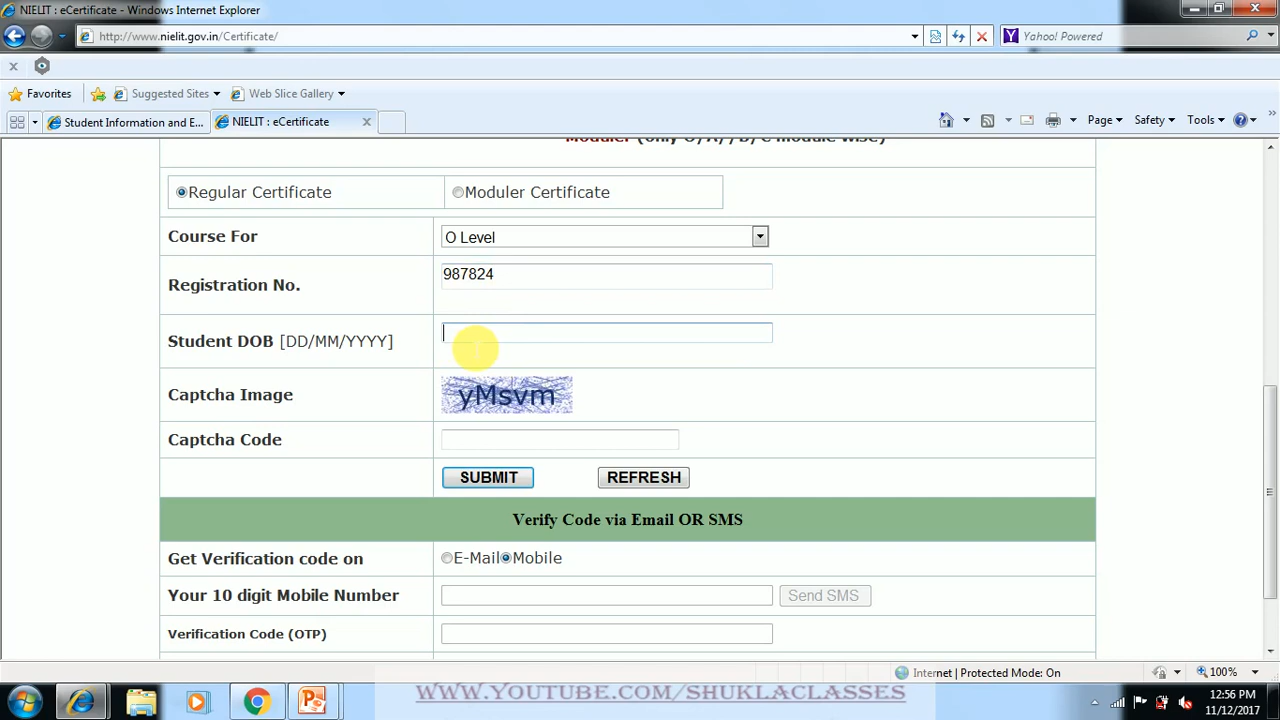 NIELIT : eCertificate - Windows Internet Explorer
http://www.nielit.gov.in/Certificate/
Yahoo! Powered
Favorites
Suggested Sites
Web Slice Gallery
Student Information and E...
NIELIT : eCertificate
Page
Safety
Tools
Moduler (only O/A//B/C module wise)
Regular Certificate
Moduler Certificate
Course For
O Level
Registration No.
987824
Student DOB [DD/MM/YYYY]
Captcha Image
yMsvm
Captcha Code
SUBMIT
REFRESH
Verify Code via Email OR SMS
Get Verification code on
E-Mail
Mobile
Your 10 digit Mobile Number
Send SMS
Verification Code (OTP)
Internet | Protected Mode: On
100%
WWW.YOUTUBE.COM/SHUKLACLASSES
12:56 PM
11/12/2017